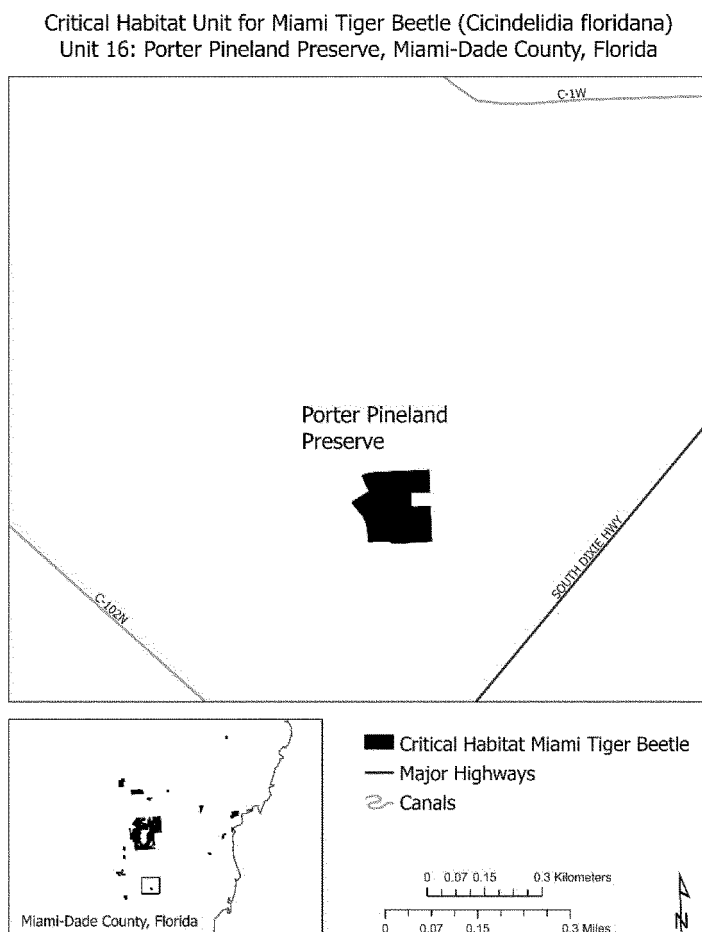 Critical Habitat Unit for Miami Tiger Beetle (Cicindelidia floridana)
Unit 16: Porter Pineland Preserve, Miami-Dade County, Florida
C-1W
Porter Pineland
Preserve
SOUTH DIXIE HWY
C-102N
Critical Habitat Miami Tiger Beetle
Major Highways
Canals
Miami-Dade County, Florida
0 0.07 0.15 0.3 Kilometers
0 0.07 0.15 0.3 Miles
N